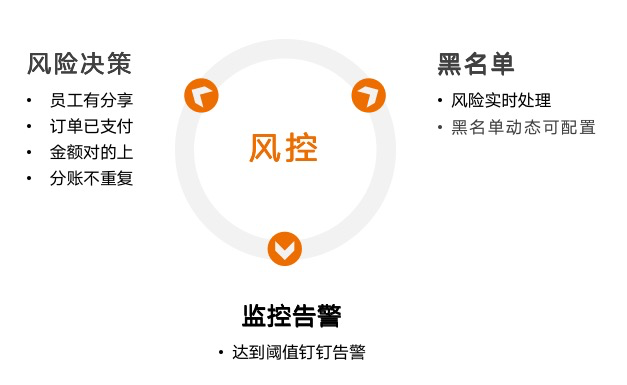 风险决策
• 员工有分享
• 订单已支付
• 金额对的上
• 分账不重复
风控
黑名单
• 风险实时处理
• 黑名单动态可配置
监控告警
• 达到阈值钉钉告警